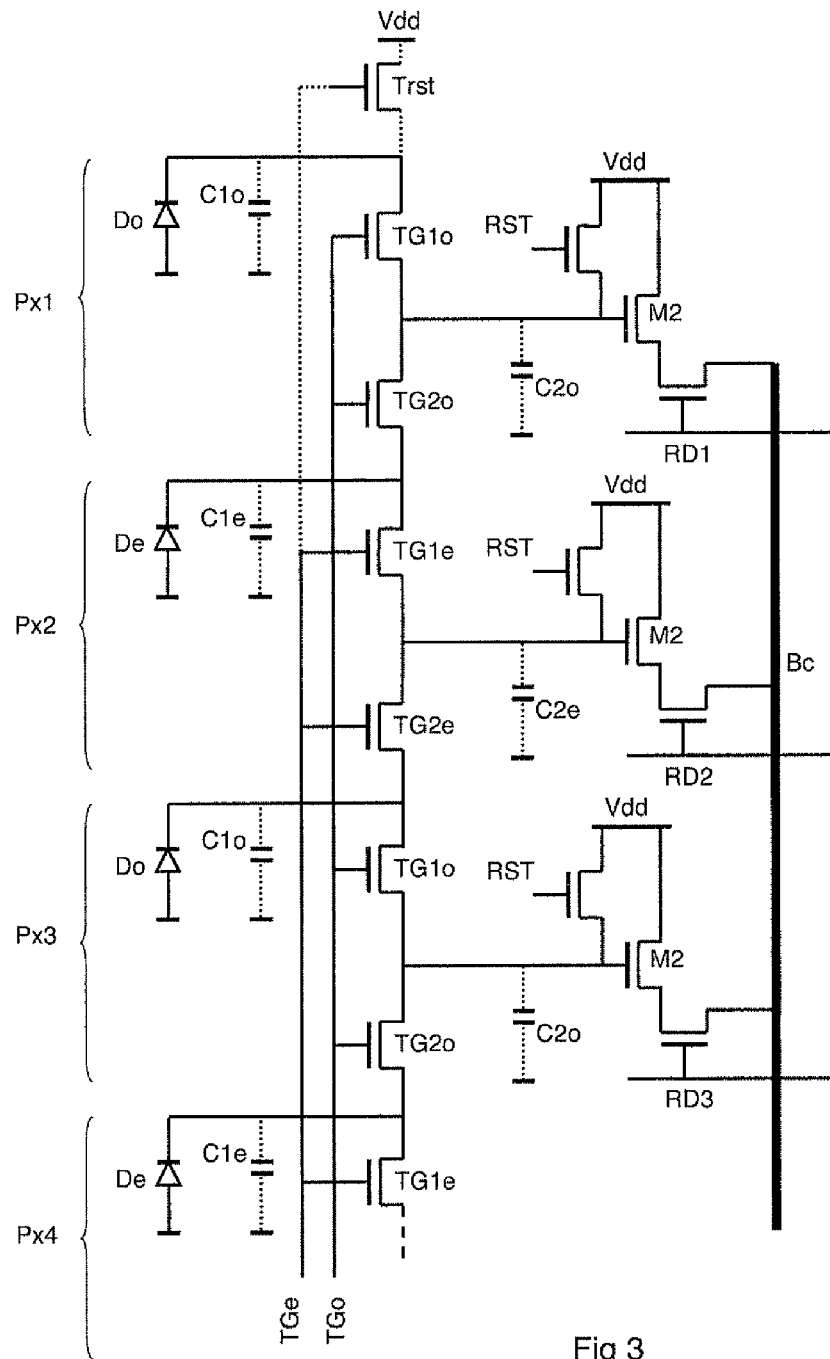 Vdd
Trst
Vdd
C1o
Do
RST
TG1o
Px1
M2
C2o
TG2o
RD1
Vdd
C1e
De
TG1e
RST
Px2
M2
Bc
C2e
TG2e
RD2
Vdd
C1o
Do
TG1o
RST
Px3
M2
C2o
TG2o
RD3
C1e
De
TG1e
Px4
TGe
TGo
Fig 3